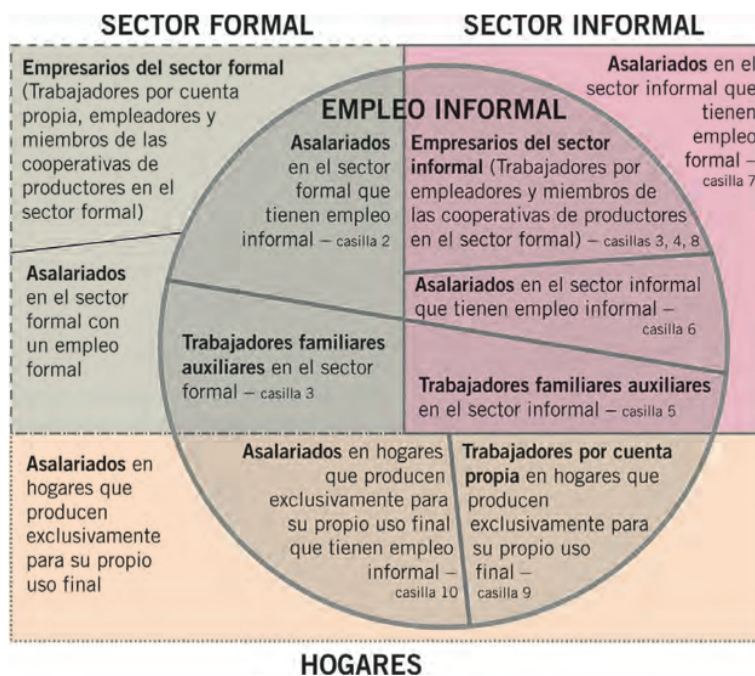 SECTOR FORMAL
SECTOR INFORMAL
Empresarios del sector formal
(Trabajadores por cuenta
propia, empleadores y
miembros de las
cooperativas de
productores en el
sector formal)
Asalariados
en el sector
formal con
un empleo
formal
EMPLEO INFORMAL
Asalariados
en el sector
formal que
tienen empleo
informal – casilla 2
Empresarios del sector
informal (Trabajadores por
empleadores y miembros de
las cooperativas de productores
en el sector formal) – casillas 3, 4, 8
Asalariados en el
sector informal que
tienen
empleo
formal –
casilla 7
Asalariados en el sector informal
que tienen empleo informal –
casilla 6
Trabajadores familiares
auxiliares en el sector
formal – casilla 3
Trabajadores familiares auxiliares
en el sector informal – casilla 5
Asalariados en
hogares que
producen
exclusivamente
para su propio
uso final
Asalariados en hogares
que producen
exclusivamente para
su propio uso final
que tienen empleo
informal –
casilla 10
Trabajadores por cuenta
propia en hogares que
producen
exclusivamente para
su propio uso
final –
casilla 9
HOGARES